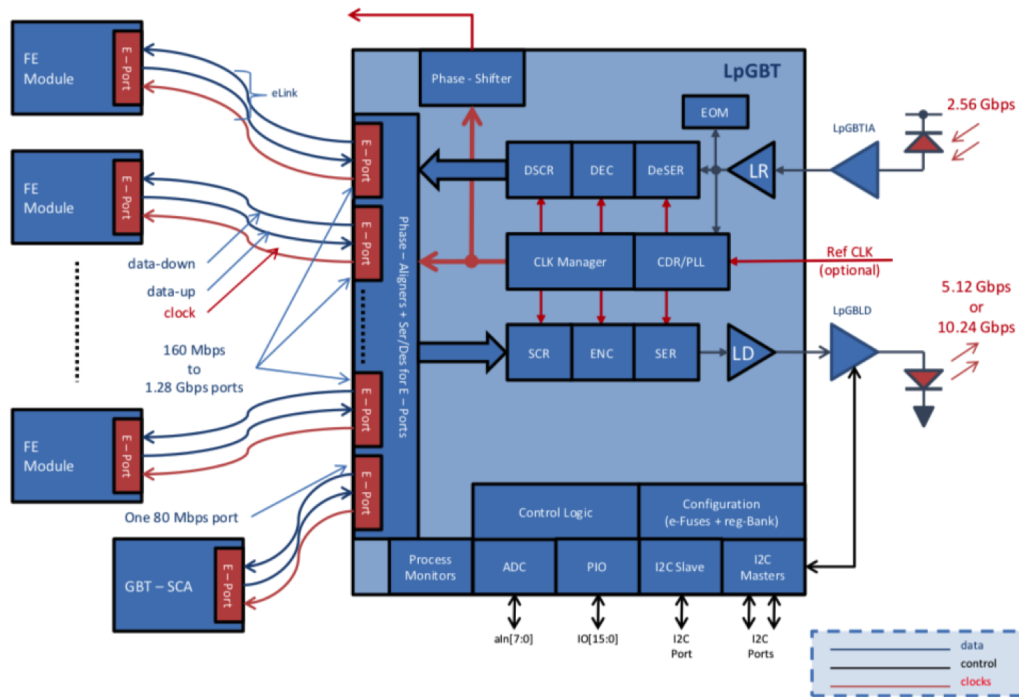 FE
Module
E – Port
eLink
FE
Module
E – Port
data-down
data-up
clock
160 Mbps
to
1.28 Gbps ports
FE
Module
E – Port
One 80 Mbps port
GBT – SCA
E – Port
LpGBT
Phase - Shifter
E – Port
E – Port
E – Port
E – Port
Phase – Aligners + Ser/Des for E – Ports
EOM
DSCR
DEC
DeSER
LR
CLK Manager
CDR/PLL
SCR
ENC
SER
LD
LpGBTIA
2.56 Gbps
Ref CLK
(optional)
5.12 Gbps
or
10.24 Gbps
LpGBLD
Control Logic
Configuration
(e-Fuses + reg-Bank)
Process
Monitors
ADC
PIO
I2C Slave
I2C
Masters
aIn[7:0]
IO[15:0]
I2C
Port
I2C
Ports
data
control
clocks